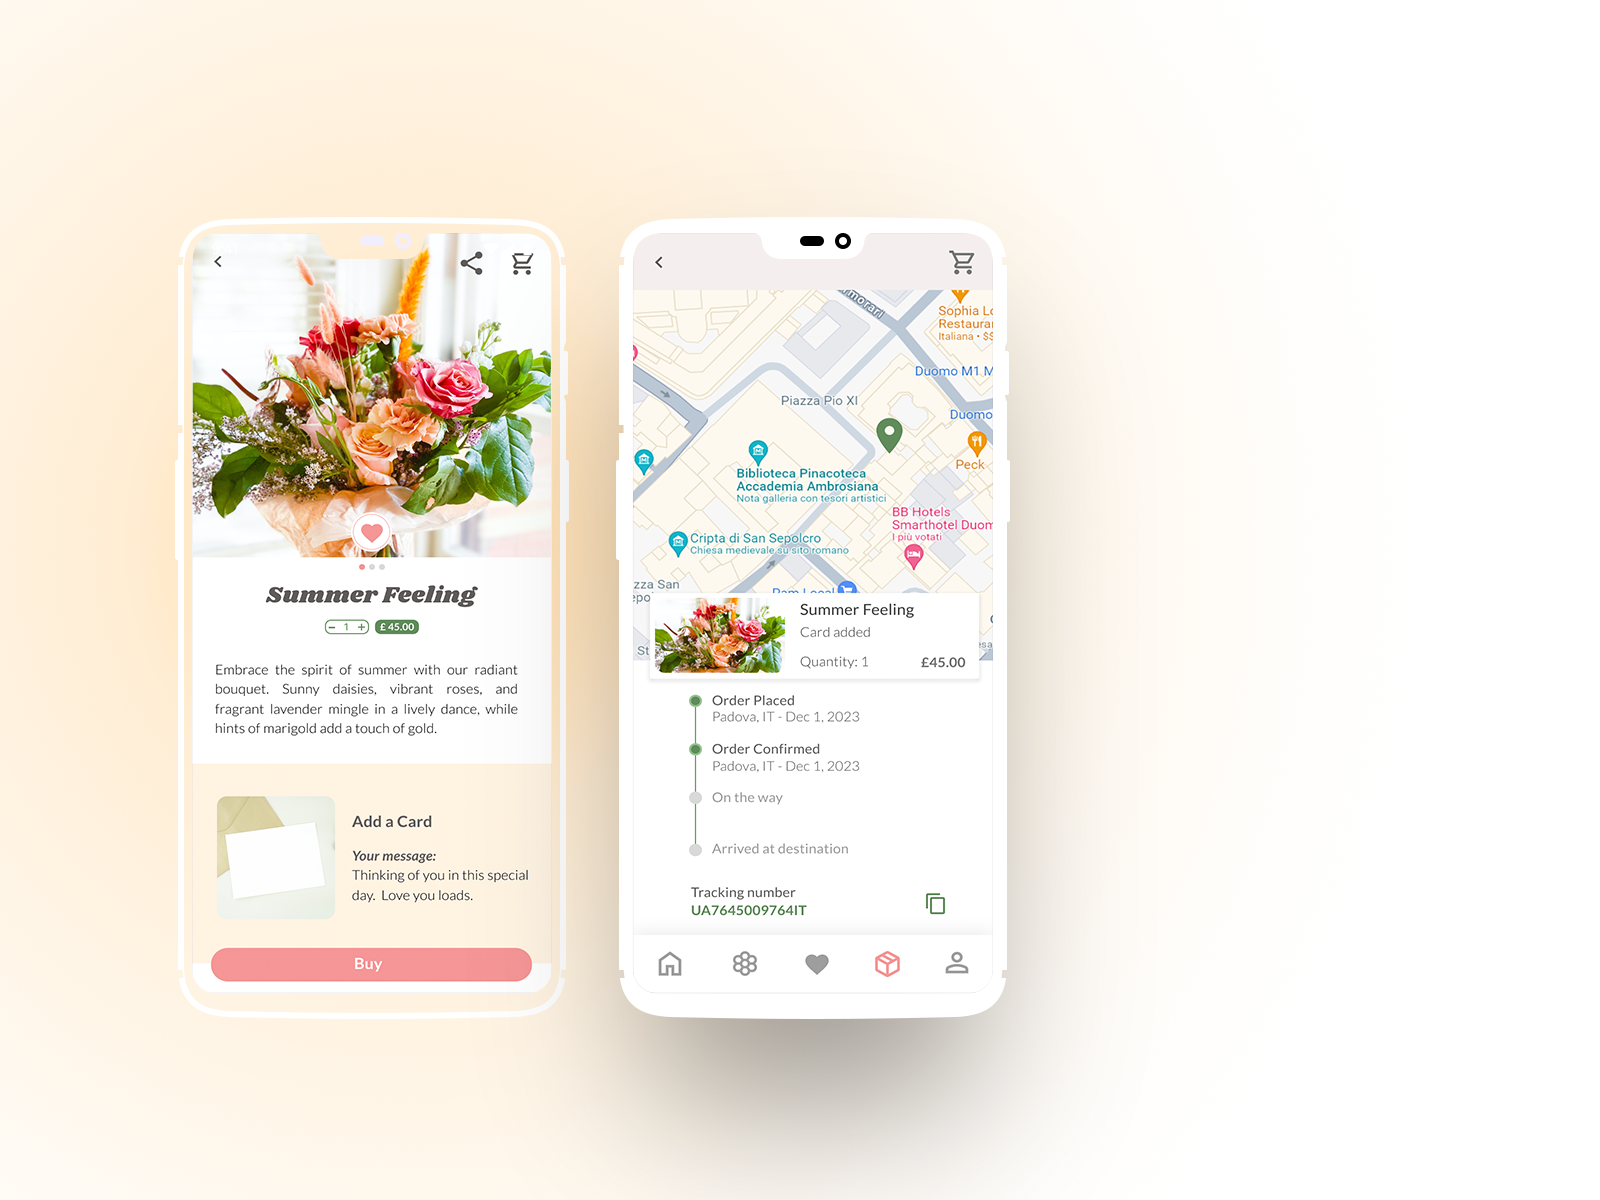 Summer Feeling
1
£ 45.00
Embrace the spirit of summer with our radiant
bouquet. Sunny daisies, vibrant roses, and
fragrant lavender mingle in a lively dance, while
hints of marigold add a touch of gold.
Add a Card
Your message:
Thinking of you in this special
day. Love you loads.
Buy
Sophia Lo
Restaura
Italiana • $$
Duomo M1 M
Piazza Pio XI
Duomo
Peck
Biblioteca Pinacoteca
Accademia Ambrosiana
Nota galleria con tesori artistici
BB Hotels
Smarthotel Duom
I più votati
Cripta di San Sepolcro
Chiesa medievale su sito romano
zza San
epo
Pam Local
St
Summer Feeling
Card added
Quantity: 1
£45.00
Order Placed
Padova, IT - Dec 1, 2023
Order Confirmed
Padova, IT - Dec 1, 2023
On the way
Arrived at destination
Tracking number
UA7645009764IT